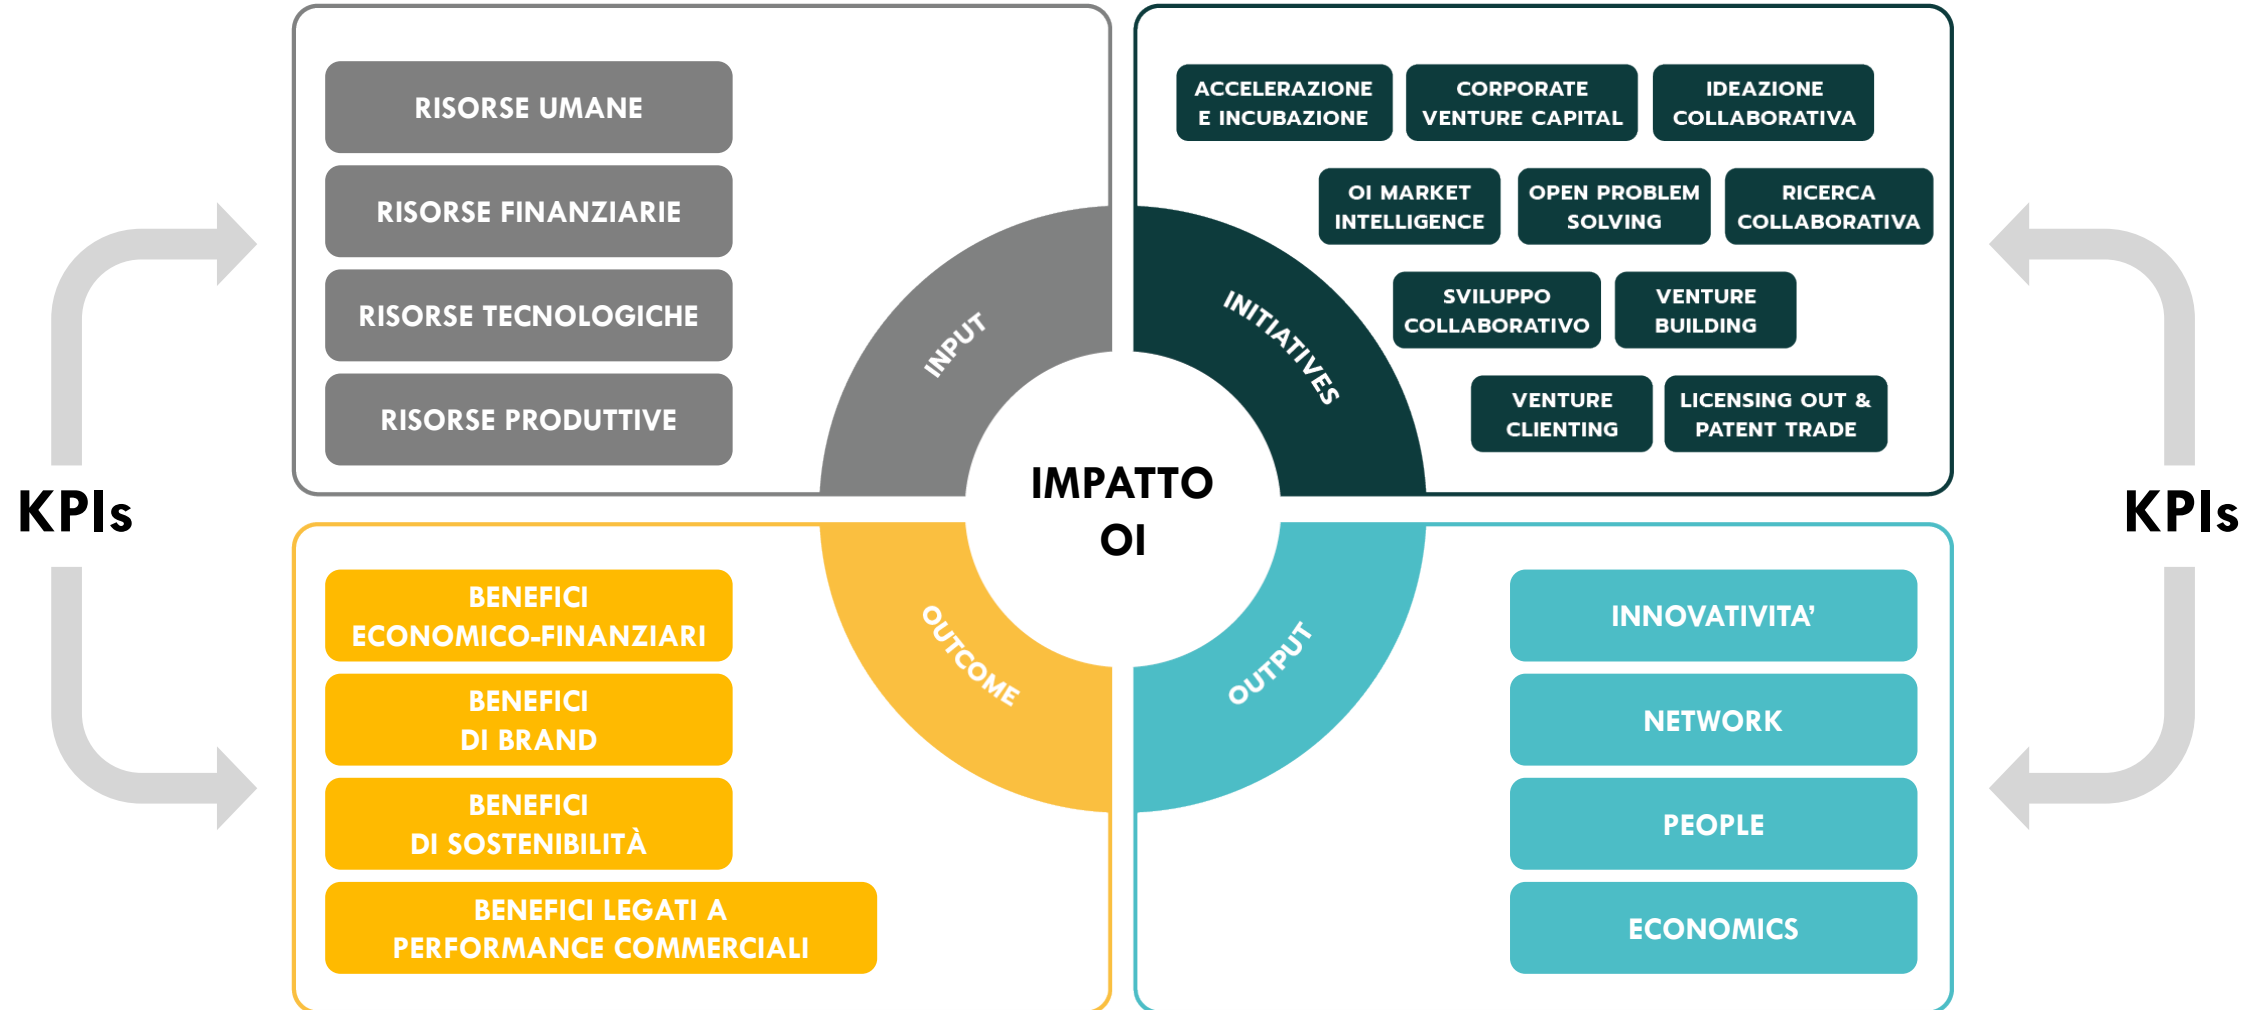 RISORSE UMANE
RISORSE FINANZIARIE
RISORSE TECNOLOGICHE
RISORSE PRODUTTIVE
INPUT
ACCELERAZIONE
E INCUBAZIONE
CORPORATE
VENTURE CAPITAL
IDEAZIONE
COLLABORATIVA
OI MARKET
INTELLIGENCE
OPEN PROBLEM
SOLVING
RICERCA
COLLABORATIVA
SVILUPPO
COLLABORATIVO
VENTURE
BUILDING
VENTURE
CLIENTING
LICENSING OUT &
PATENT TRADE
INITIATIVES
KPIs
IMPATTO
OI
KPIs
BENEFICI
ECONOMICO-FINANZIARI
BENEFICI
DI BRAND
BENEFICI
DI SOSTENIBILITÀ
BENEFICI LEGATI A
PERFORMANCE COMMERCIALI
OUTCOME
OUTPUT
INNOVATIVITA’
NETWORK
PEOPLE
ECONOMICS